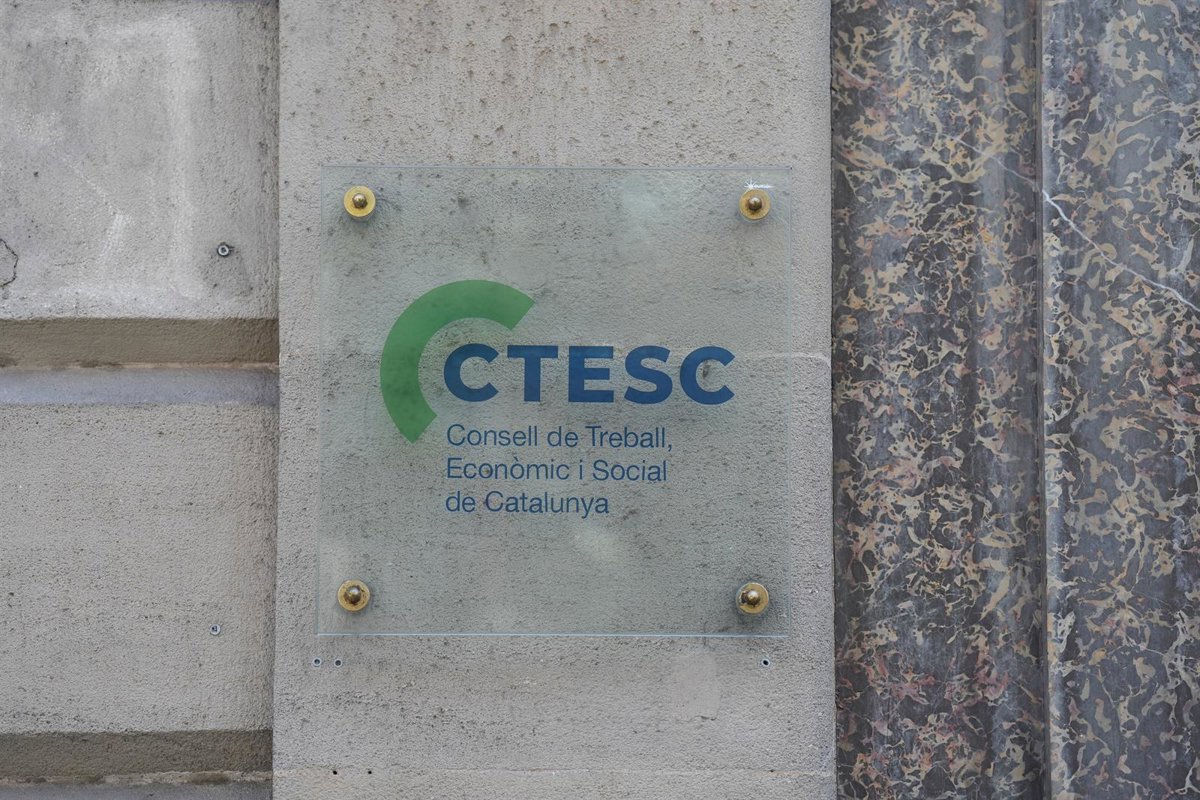 CTESC
Consell de Treball,
Econòmic i Social
de Catalunya